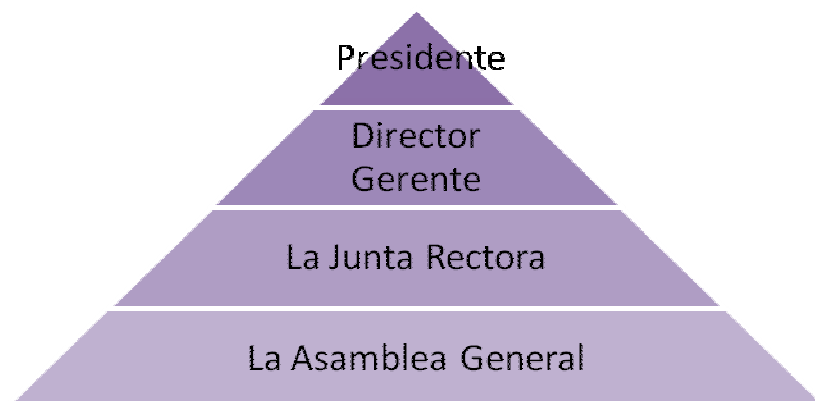 Presidente
Director
Gerente
La Junta Rectora
La Asamblea General